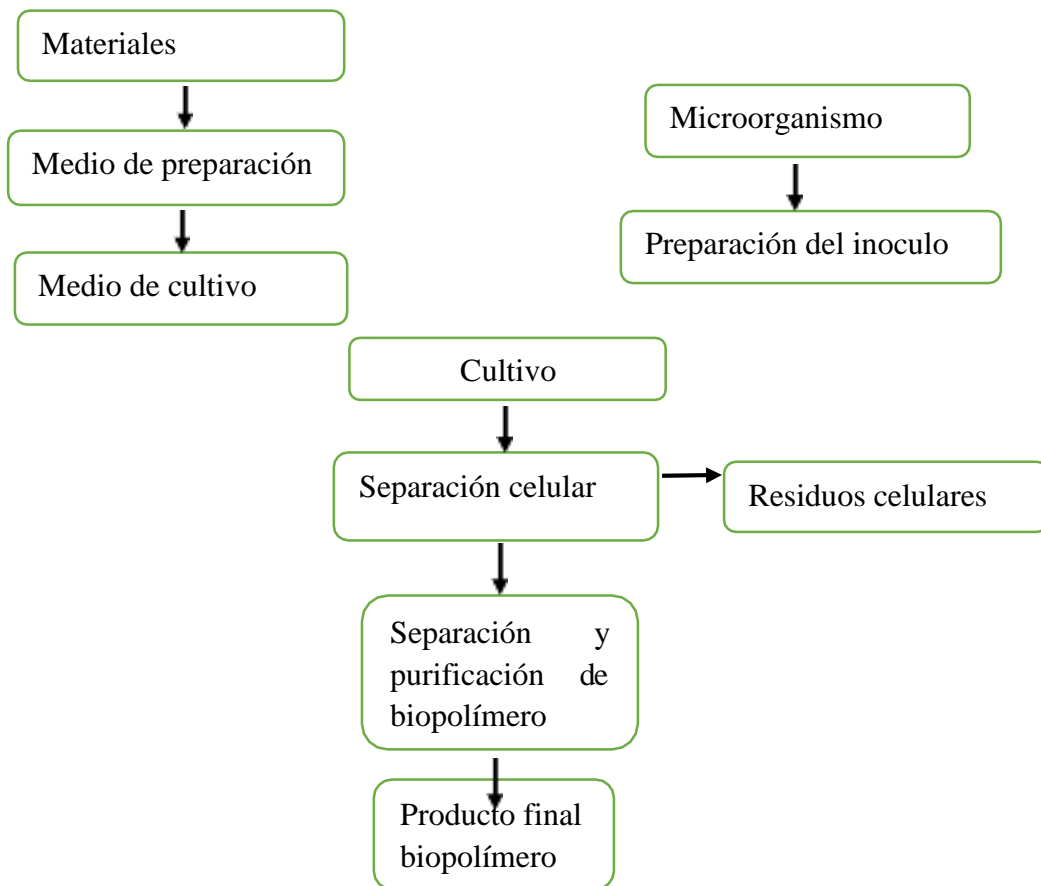 Materiales
Medio de preparación
Medio de cultivo
Microorganismo
Preparación del inoculo
Cultivo
Separación celular
Residuos celulares
Separación y
purificación de
biopolímero
Producto final
biopolímero